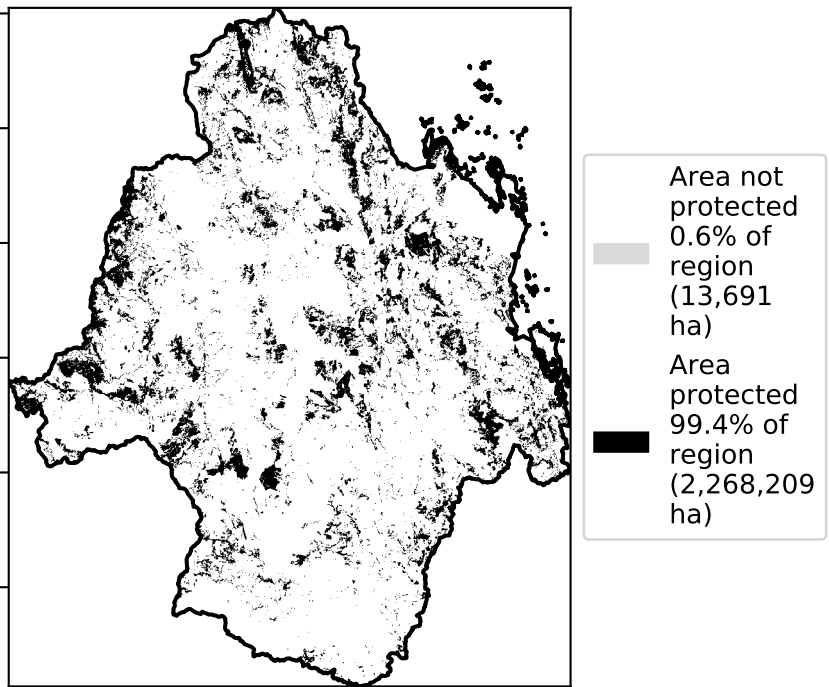 Area not
protected
0.6% of
region
(13,691
ha)
Area
protected
99.4% of
region
(2,268,209
ha)